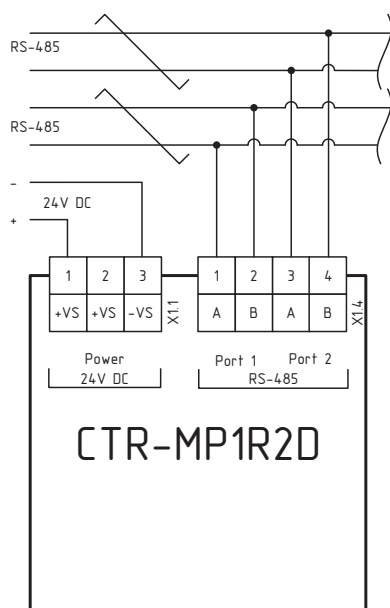 RS-485
RS-485
-
24V DC
+
1 2 3 1 2 3 4
+VS +VS -VS X1.1 A B A B X1.4
Power Port 1 Port 2
24V DC RS-485
CTR-MP1R2D